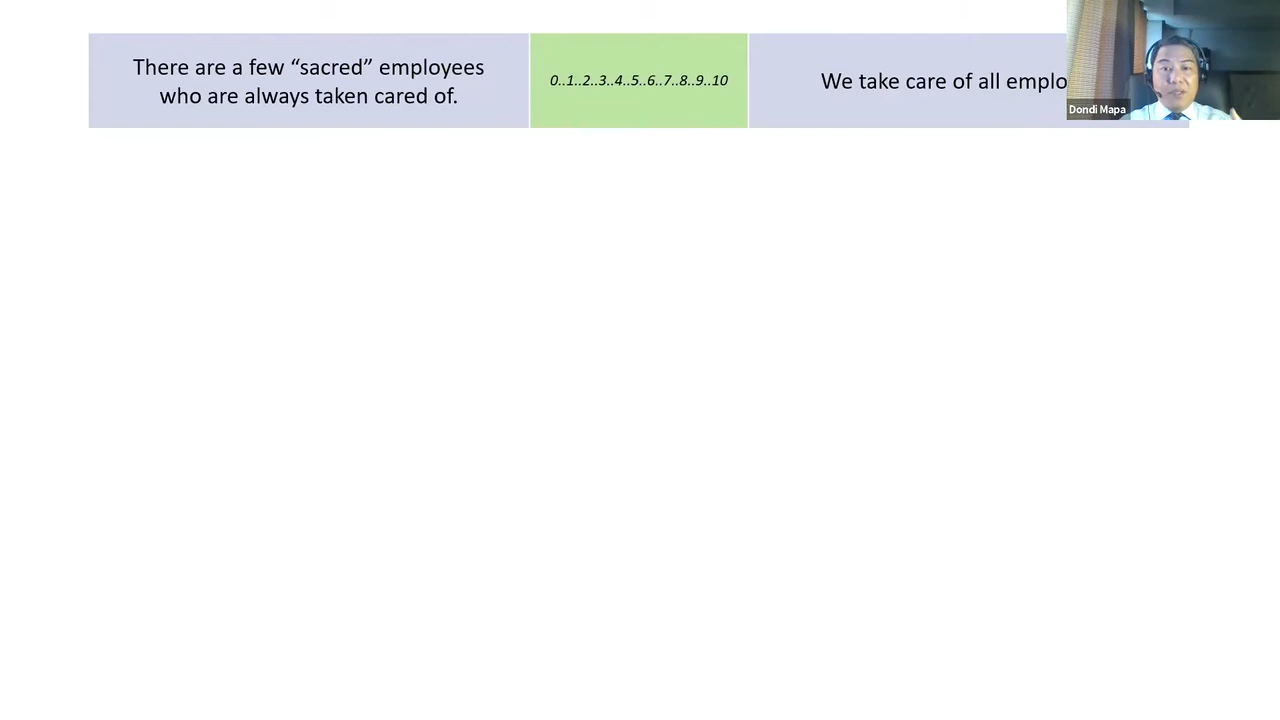 There are a few “sacred” employees
who are always taken cared of.
0..1..2..3..4..5..6..7..8..9..10
We take care of all emplo
Dondi Mapa